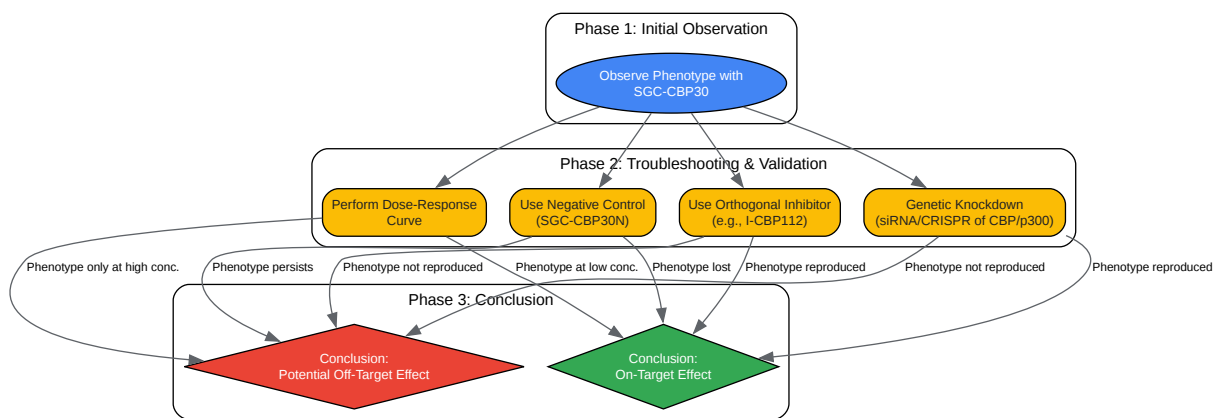 Phase 1: Initial Observation
Observe Phenotype with
SGC-CBP30
Phase 2: Troubleshooting & Validation
Perform Dose-Response
Curve
Use Negative Control
(SGC-CBP30N)
Use Orthogonal Inhibitor
(e.g., I-CBP112)
Genetic Knockdown
(siRNA/CRISPR of CBP/p300)
Phenotype only at high conc.
Phenotype persists
Phenotype not reproduced
Phenotype at low conc.
Phenotype lost
Phenotype reproduced
Phenotype not reproduced
Phenotype reproduced
Phase 3: Conclusion
Conclusion:
Potential Off-Target Effect
Conclusion:
On-Target Effect